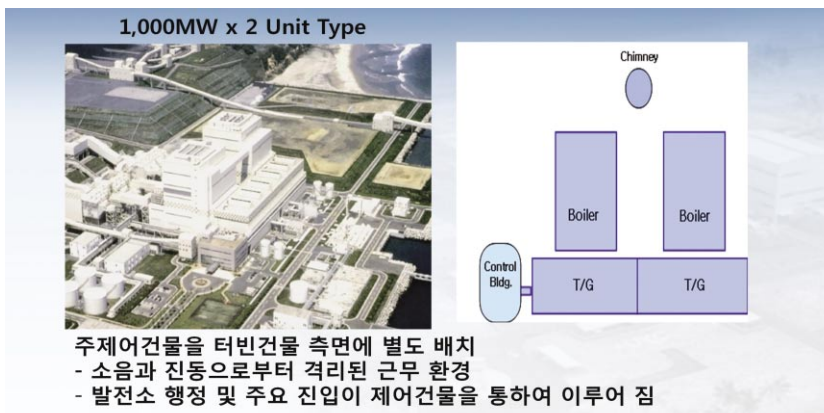 1,000MW x 2 Unit Type
Chimney
Boiler
Boiler
Control
Bldg.
T/G
T/G
주제어건물을 터빈건물 측면에 별도 배치
- 소음과 진동으로부터 격리된 근무 환경
- 발전소 행정 및 주요 진입이 제어건물을 통하여 이루어 짐